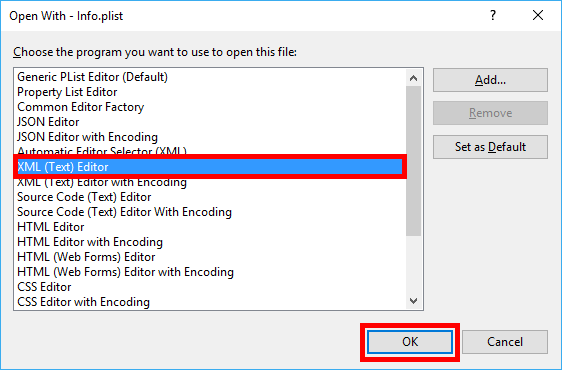 Open With - Info.plist
?
Choose the program you want to use to open this file:
Generic PList Editor (Default)
Property List Editor
Common Editor Factory
JSON Editor
JSON Editor with Encoding
Automatic Editor Selector (XML)
XML (Text) Editor
XML (Text) Editor with Encoding
Source Code (Text) Editor
Source Code (Text) Editor With Encoding
HTML Editor
HTML Editor with Encoding
HTML (Web Forms) Editor
HTML (Web Forms) Editor with Encoding
CSS Editor
CSS Editor with Encoding
Add...
Remove
Set as Default
OK
Cancel